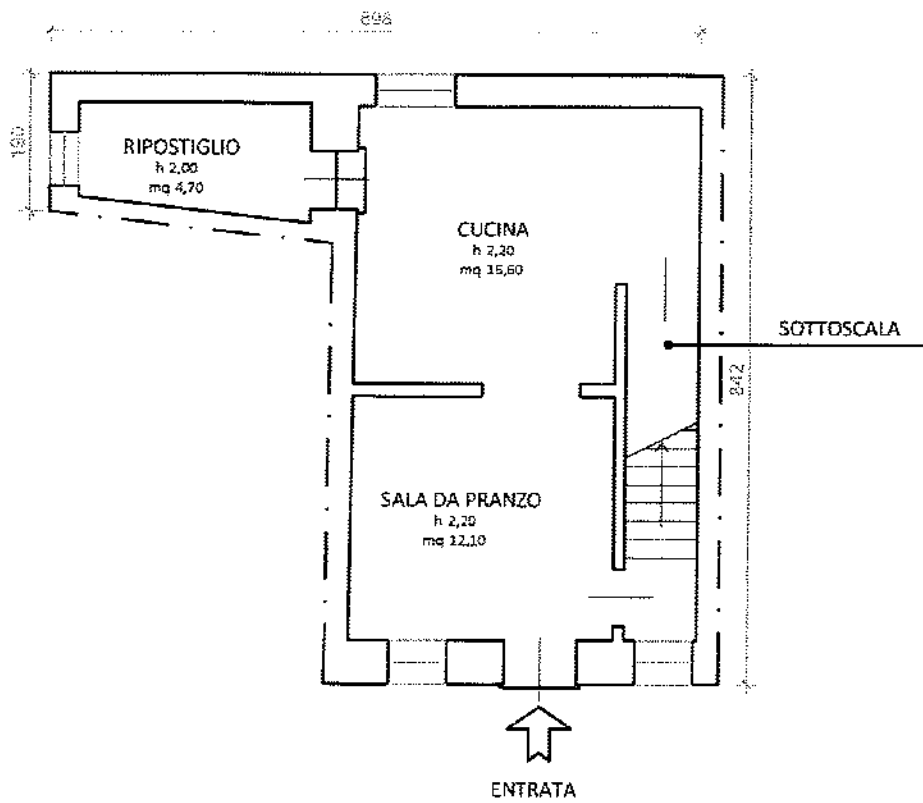 898
190
RIPOSTIGLIO
h 2,00
mq 4,70
CUCINA
h 2,20
mq 15,60
SOTTOSCALA
842
SALA DA PRANZO
h 2,20
mq 12,10
ENTRATA